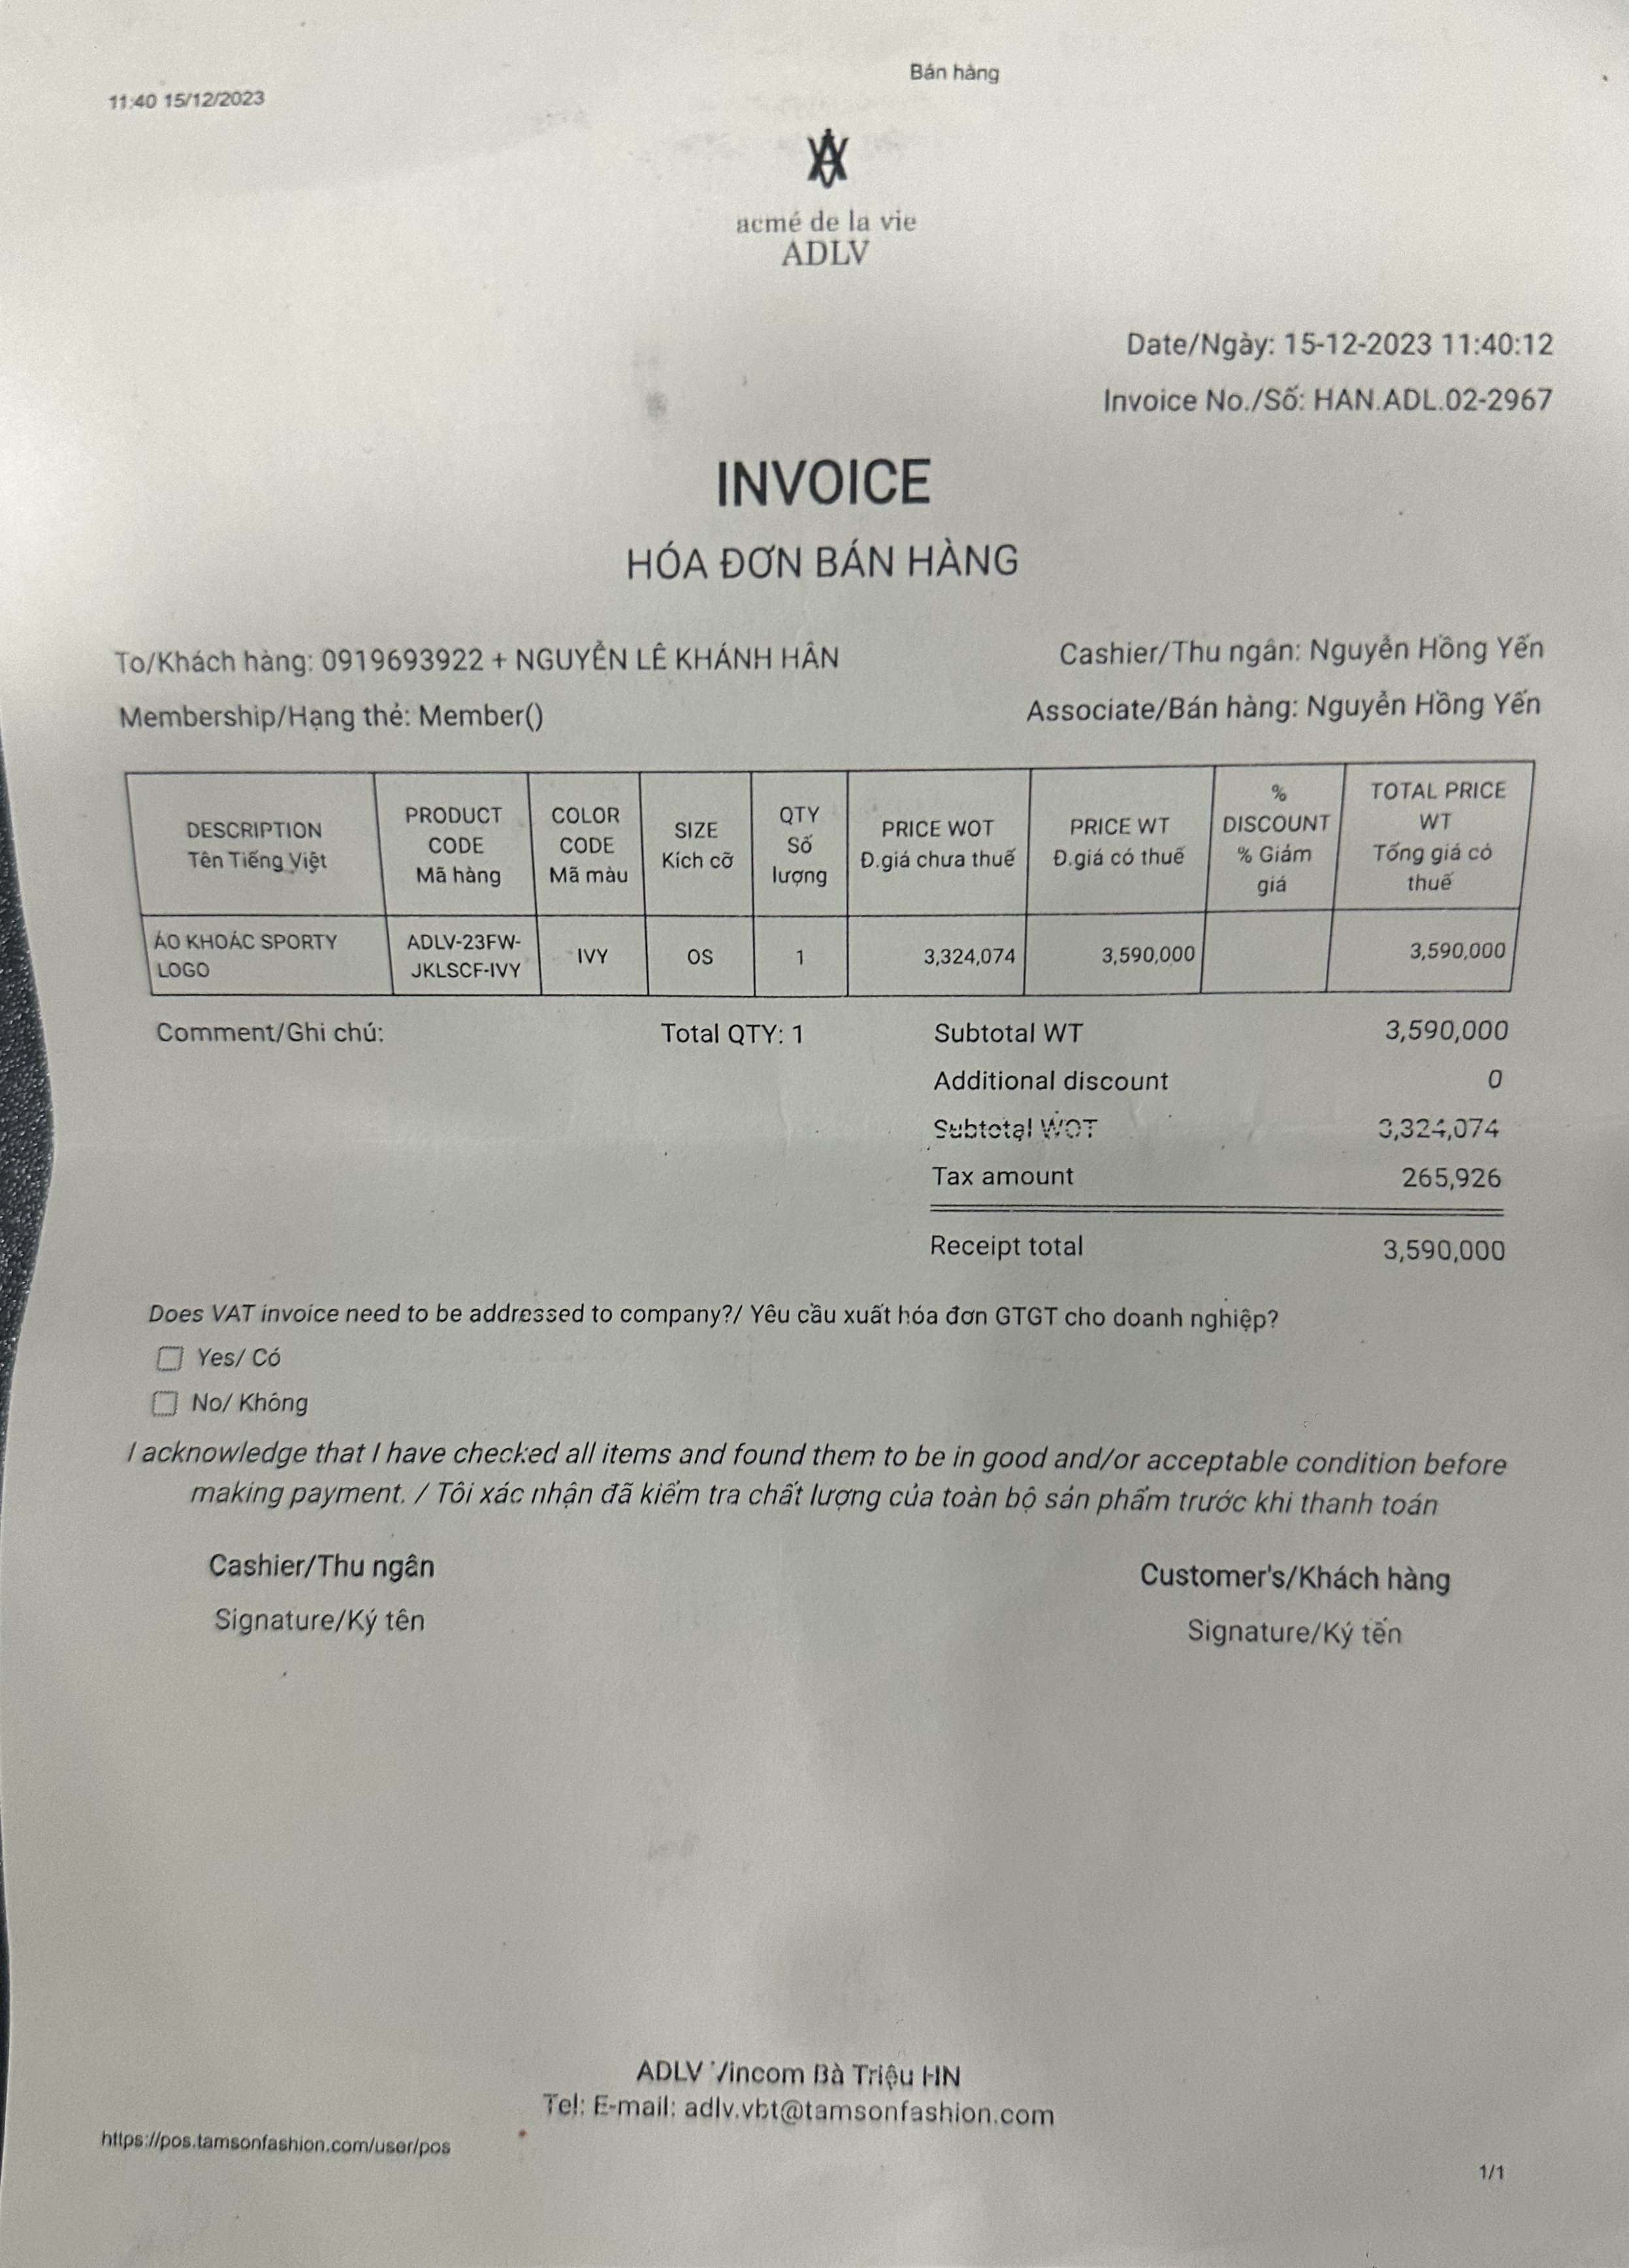 Bán hàng
11:40 15/12/2023
acmé de la vie
ADLV
Date/Ngày: 15-12-2023 11:40:12
Invoice No./Số: HAN.ADL.02-2967
INVOICE
HÓA ĐƠN BÁN HÀNG
To/Khách hàng: 0919693922 + NGUYỄN LÊ KHÁNH HÂN
Cashier/Thu ngân: Nguyễn Hồng Yến
Membership/Hạng thẻ: Member()
Associate/Bán hàng: Nguyễn Hồng Yến
DESCRIPTION
Tên Tiếng Việt
PRODUCT
CODE
Mã hàng
COLOR
CODE
Mã màu
SIZE
Kích cỡ
QTY
Số
lượng
PRICE WOT
Đ.giá chưa thuế
PRICE WT
Đ.giá có thuế
%
DISCOUNT
% Giảm
giá
TOTAL PRICE
WT
Tổng giá có
thuế
ÁO KHOÁC SPORTY
LOGO
ADLV-23FW-
JKLSCF-IVY
IVY
OS
1
3,324,074
3,590,000
3,590,000
Comment/Ghi chú:
Total QTY: 1
Subtotal WT 3,590,000
Additional discount 0
Subtotal WOT 3,324,074
Tax amount 265,926
Receipt total 3,590,000
Does VAT invoice need to be addressed to company?/ Yêu cầu xuất hóa đơn GTGT cho doanh nghiệp?
Yes/ Có
No/ Không
I acknowledge that I have checked all items and found them to be in good and/or acceptable condition before
making payment. / Tôi xác nhận đã kiểm tra chất lượng của toàn bộ sản phẩm trước khi thanh toán
Cashier/Thu ngân
Customer's/Khách hàng
Signature/Ký tên
Signature/Ký tên
ADLV Vincom Bà Triệu HN
Tel: E-mail: adlv.vbt@tamsonfashion.com
https://pos.tamsonfashion.com/user/pos
1/1